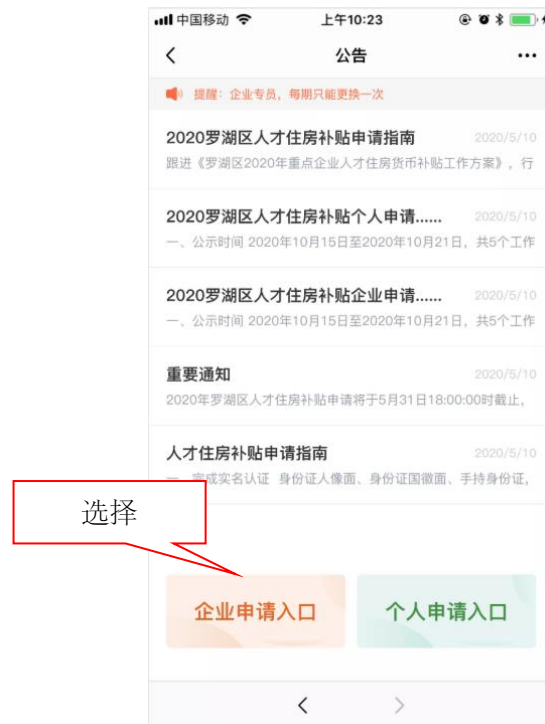 中国移动 上午10:23
公告
提醒：企业专员，每期只能更换一次
2020罗湖区人才住房补贴申请指南 2020/5/10
跟进《罗湖区2020年重点企业人才住房货币补贴工作方案》，行
2020罗湖区人才住房补贴个人申请...... 2020/5/10
一、公示时间 2020年10月15日至2020年10月21日，共5个工作
2020罗湖区人才住房补贴企业申请...... 2020/5/10
一、公示时间 2020年10月15日至2020年10月21日，共5个工作
重要通知 2020/5/10
2020年罗湖区人才住房补贴申请将于5月31日18:00:00时截止，
人才住房补贴申请指南 2020/5/10
一、完成实名认证 身份证人像面、身份证国徽面、手持身份证，
选择
企业申请入口 个人申请入口